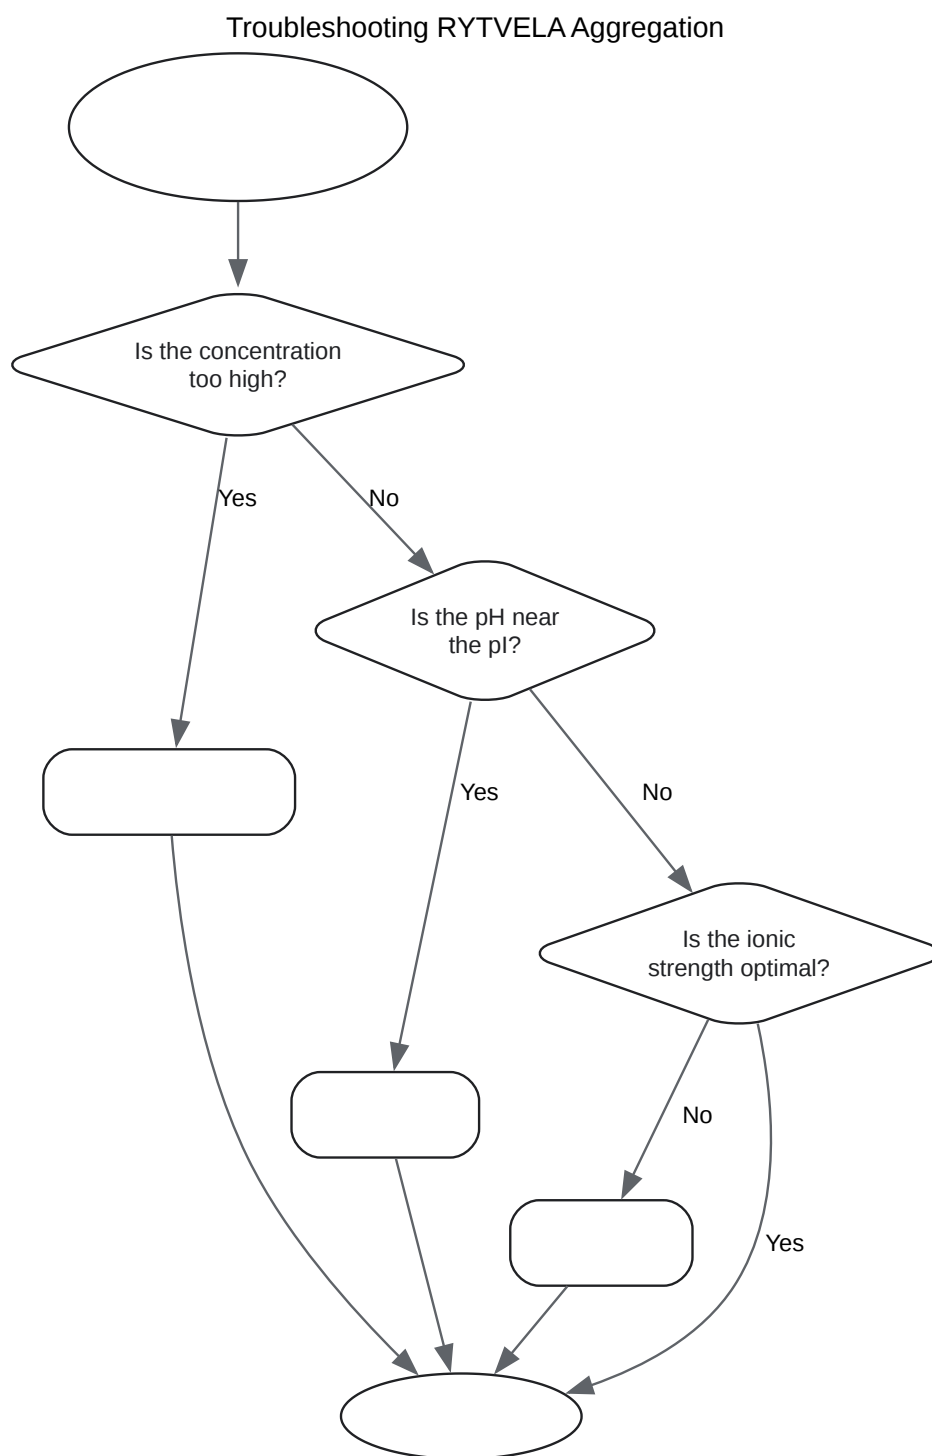 Troubleshooting RYTVELA Aggregation
Is the concentration
too high?
Yes
No
Is the pH near
the pI?
Yes
No
Is the ionic
strength optimal?
No
Yes